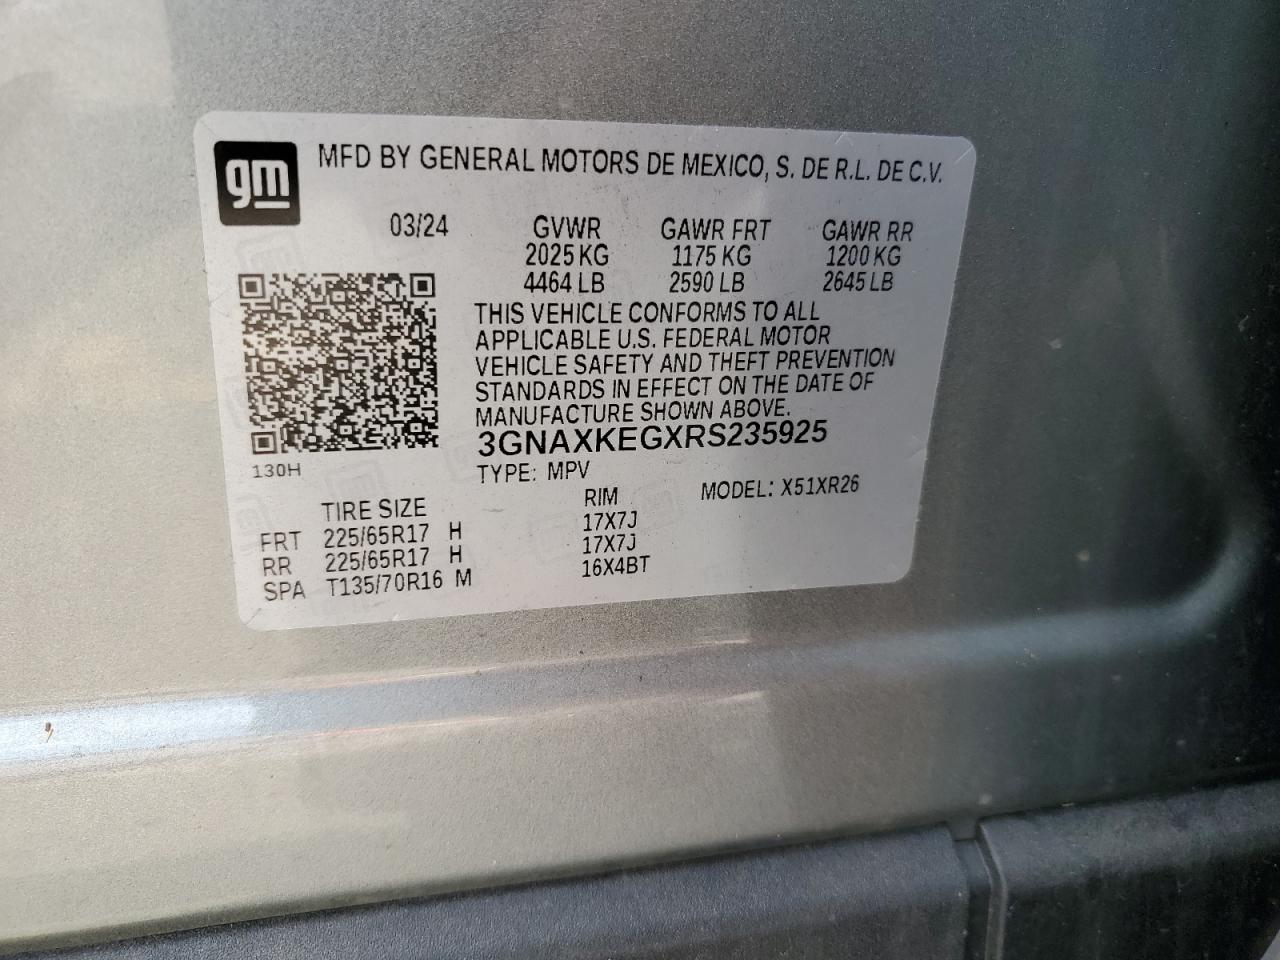 gm
MFD BY GENERAL MOTORS DE MEXICO, S. DE R.L. DE C.V.
03/24 GVWR GAWR FRT GAWR RR
2025 KG 1175 KG 1200 KG
4464 LB 2590 LB 2645 LB
THIS VEHICLE CONFORMS TO ALL
APPLICABLE U.S. FEDERAL MOTOR
VEHICLE SAFETY AND THEFT PREVENTION
STANDARDS IN EFFECT ON THE DATE OF
MANUFACTURE SHOWN ABOVE.
3GNAXKEGXRS235925
130H
TYPE: MPV
MODEL: X51XR26
TIRE SIZE RIM
FRT 225/65R17 H 17X7J
RR 225/65R17 H 17X7J
SPA T135/70R16 M 16X4BT